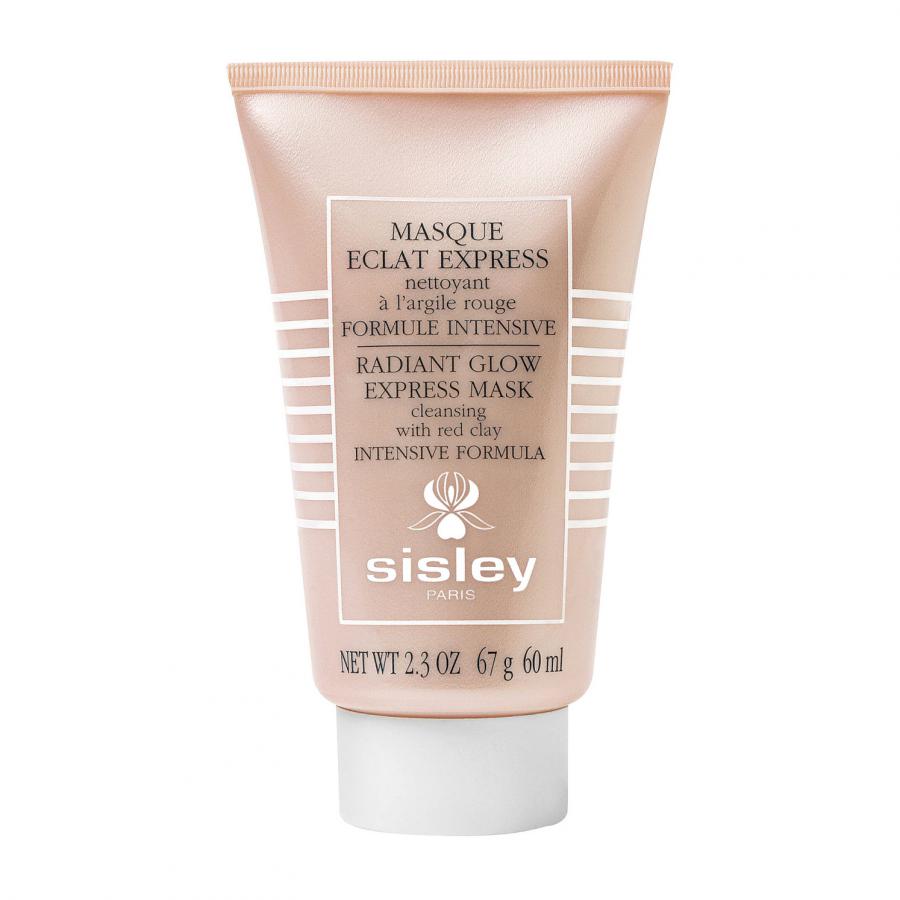 MASQUE
ECLAT EXPRESS
nettoyant
à l'argile rouge
FORMULE INTENSIVE
RADIANT GLOW
EXPRESS MASK
cleansing
with red clay
INTENSIVE FORMULA
sisley
PARIS
NET WT 2.3 OZ 67 g 60 ml